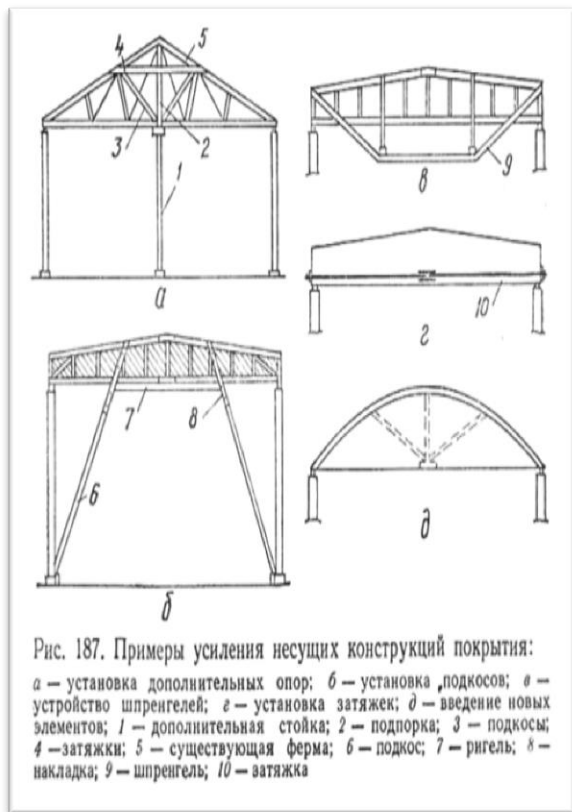 4
5
3
2
1
а
9
в
10
г
7
8
6
б
д
Рис. 187. Примеры усиления несущих конструкций покрытия:
а — установка дополнительных опор; б — установка подкосов; в —
устройство шпренгелей; г — установка затяжек; д — введение новых
элементов; 1 — дополнительная стойка; 2 — подпорка; 3 — подкосы;
4 — затяжки; 5 — существующая ферма; 6 — подкос; 7 — ригель; 8 —
накладка; 9 — шпренгель; 10 — затяжка